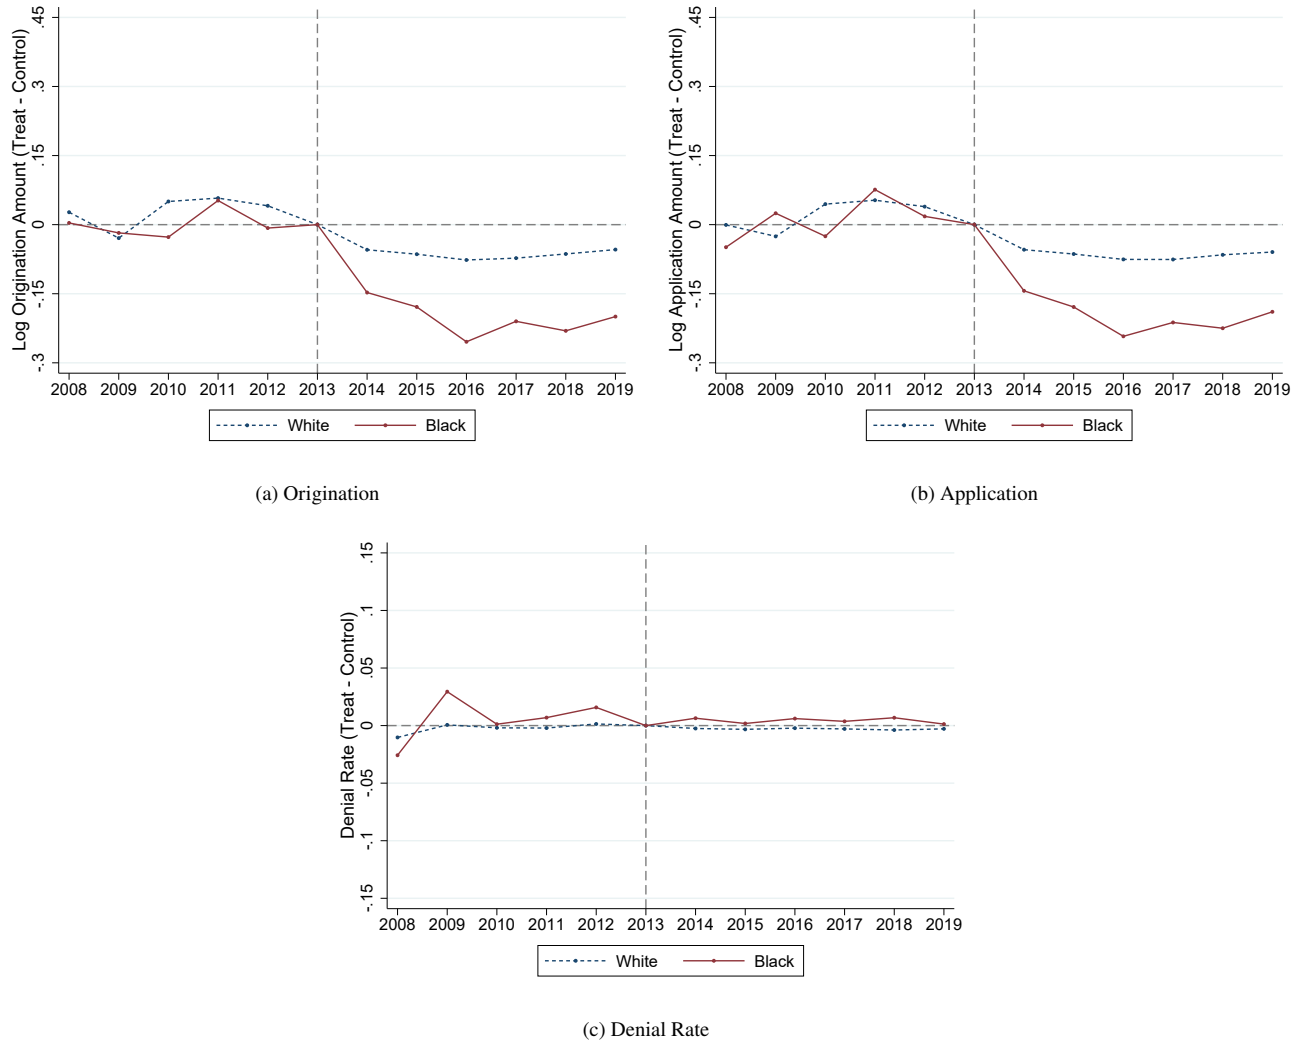 Log Origination Amount (Treat - Control)
.45
.3
.15
0
-.15
-.3
2008 2009 2010 2011 2012 2013 2014 2015 2016 2017 2018 2019
White Black
(a) Origination
Log Application Amount (Treat - Control)
.45
.3
.15
0
-.15
-.3
2008 2009 2010 2011 2012 2013 2014 2015 2016 2017 2018 2019
White Black
(b) Application
Denial Rate (Treat - Control)
.15
.1
.05
0
-.05
-.1
-.15
2008 2009 2010 2011 2012 2013 2014 2015 2016 2017 2018 2019
White Black
(c) Denial Rate